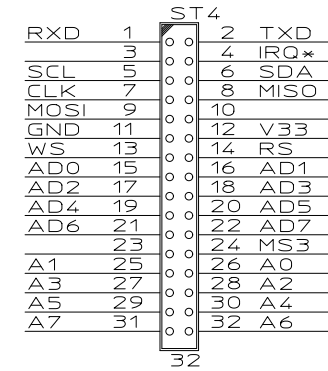 ST4
RXD 1 2 TXD
3 4 IRQ*
SCL 5 6 SDA
CLK 7 8 MISO
MOSI 9 10
GND 11 12 V33
WS 13 14 RS
AD0 15 16 AD1
AD2 17 18 AD3
AD4 19 20 AD5
AD6 21 22 AD7
23 24 MS3
A1 25 26 A0
A3 27 28 A2
A5 29 30 A4
A7 31 32 A6
32